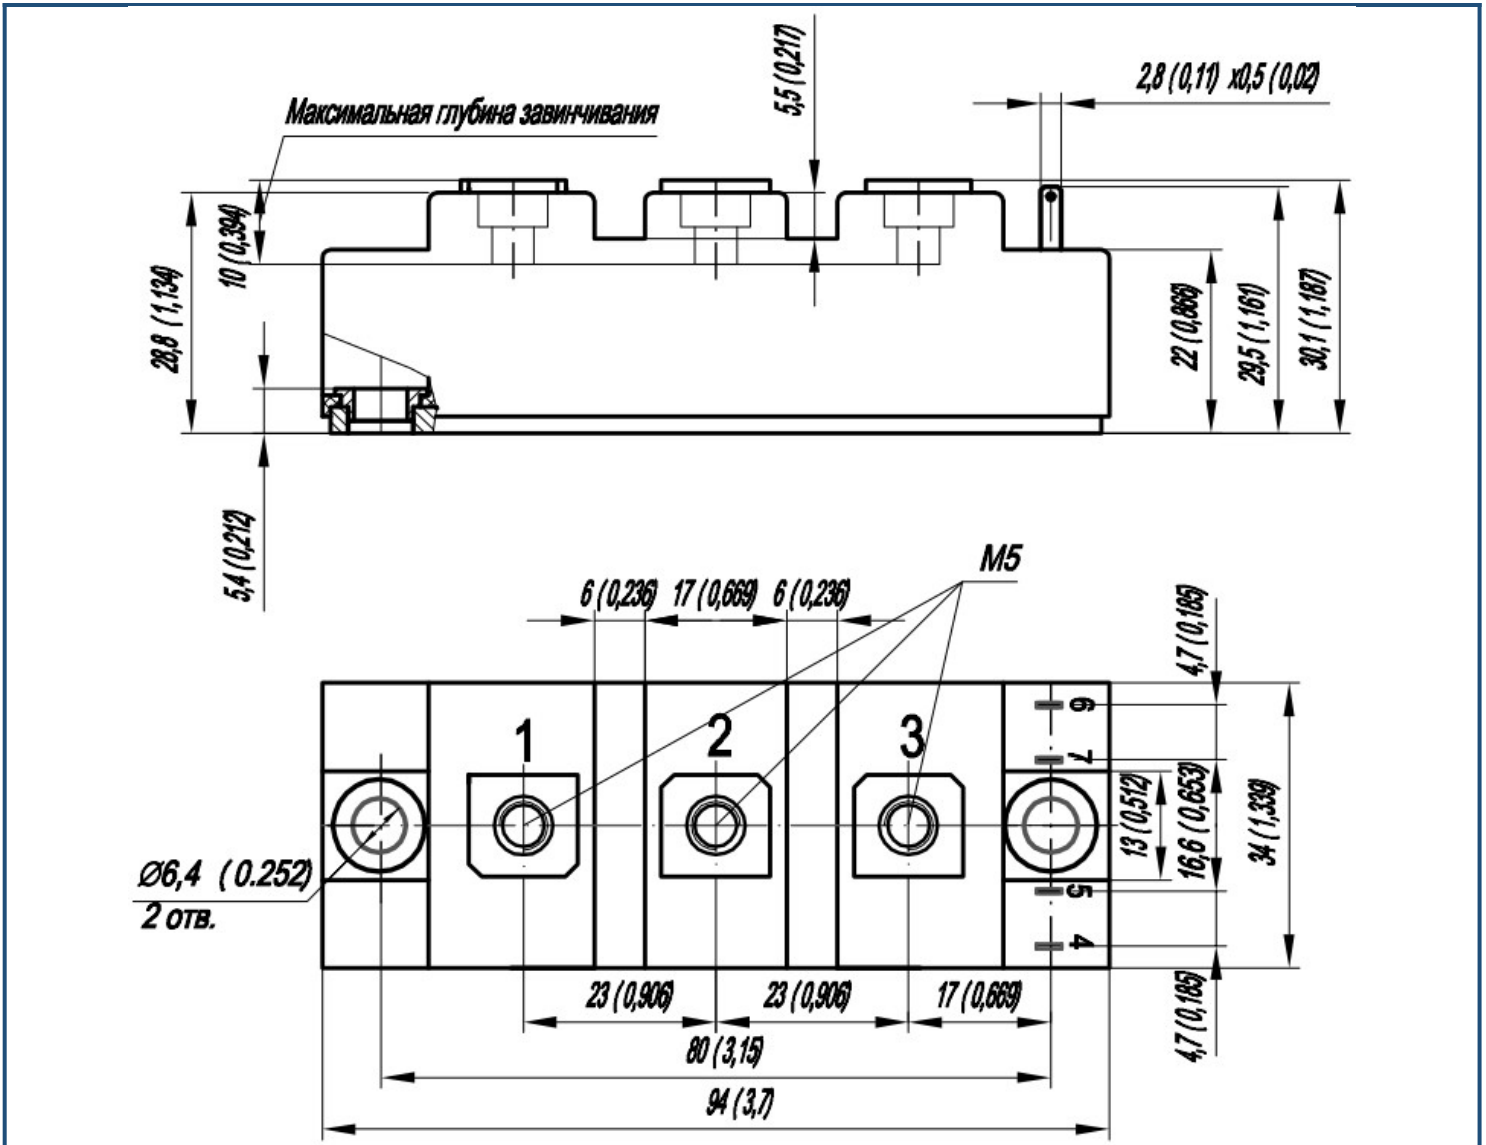 5,5 (0,217)
2,8 (0,11) x0,5 (0,02)
Максимальная глубина завинчивания
10 (0,394)
28,8 (1,134)
22 (0,866)
29,5 (1,161)
30,1 (1,187)
5,4 (0,212)
M5
6 (0,236) 17 (0,669) 6 (0,236)
4,7 (0,185)
1 2 3
6
7
5
4
13 (0,512)
16,6 (0,653)
34 (1,339)
Ø6,4 (0.252)
2 отв.
23 (0,906) 23 (0,906) 17 (0,669)
4,7 (0,185)
80 (3,15)
94 (3,7)